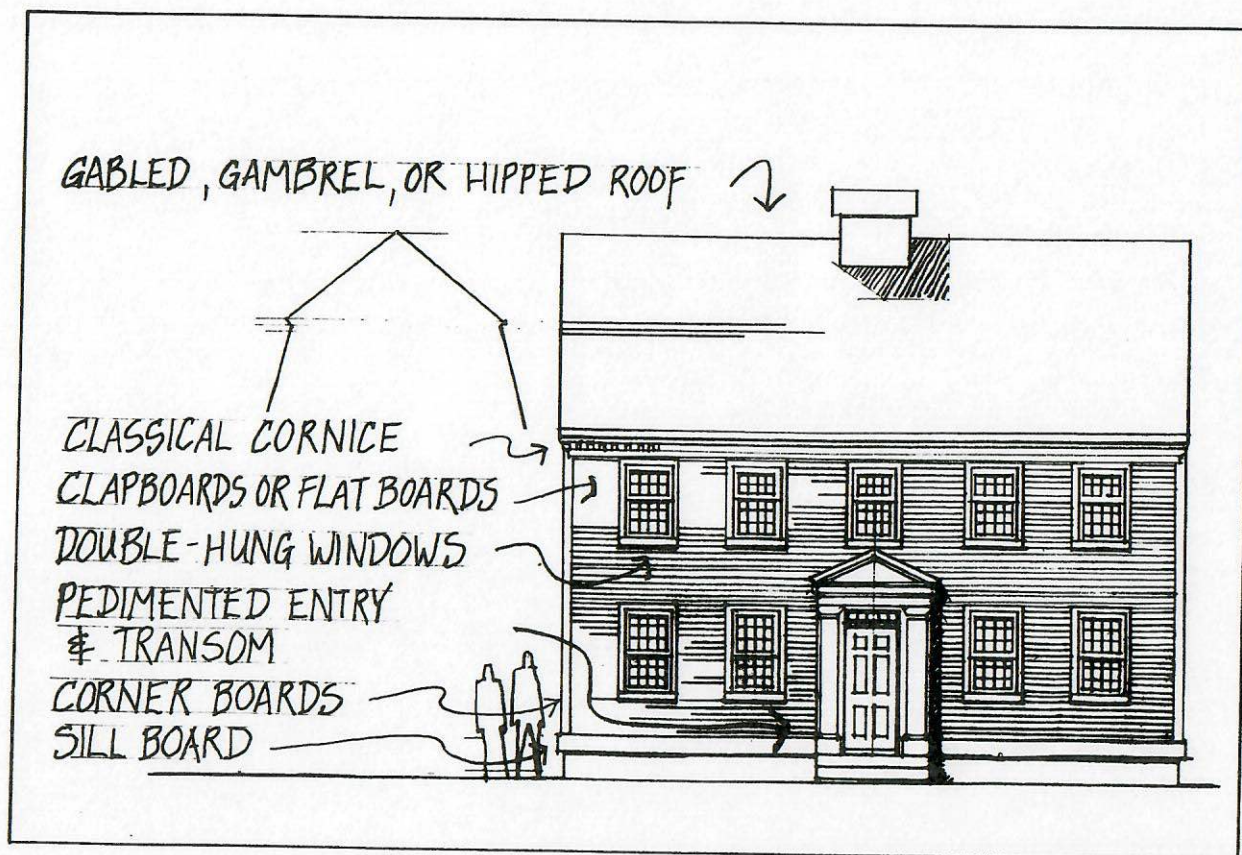 GABLED, GAMBREL, OR HIPPED ROOF
CLASSICAL CORNICE
CLAPBOARDS OR FLAT BOARDS
DOUBLE-HUNG WINDOWS
PEDIMENTED ENTRY
& TRANSOM
CORNER BOARDS
SILL BOARD